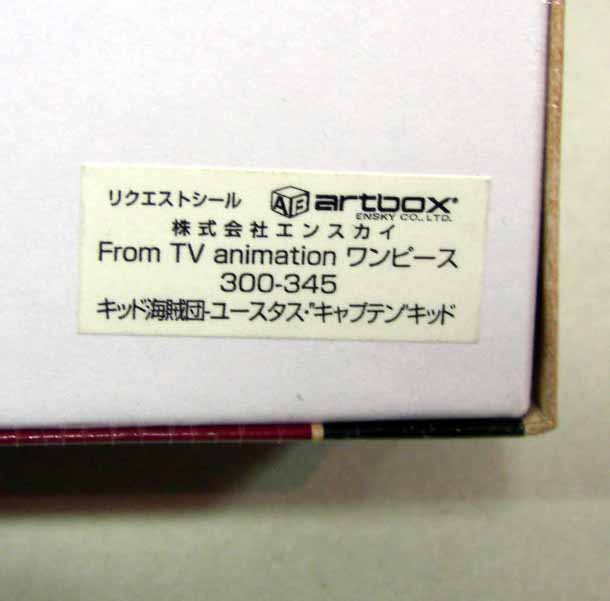 リクエストシール AB artbox®
ENSKY CO., LTD.
株式会社エンスカイ
From TV animation ワンピース
300-345
キッド海賊団-ユースタス・"キャプテン"キッド